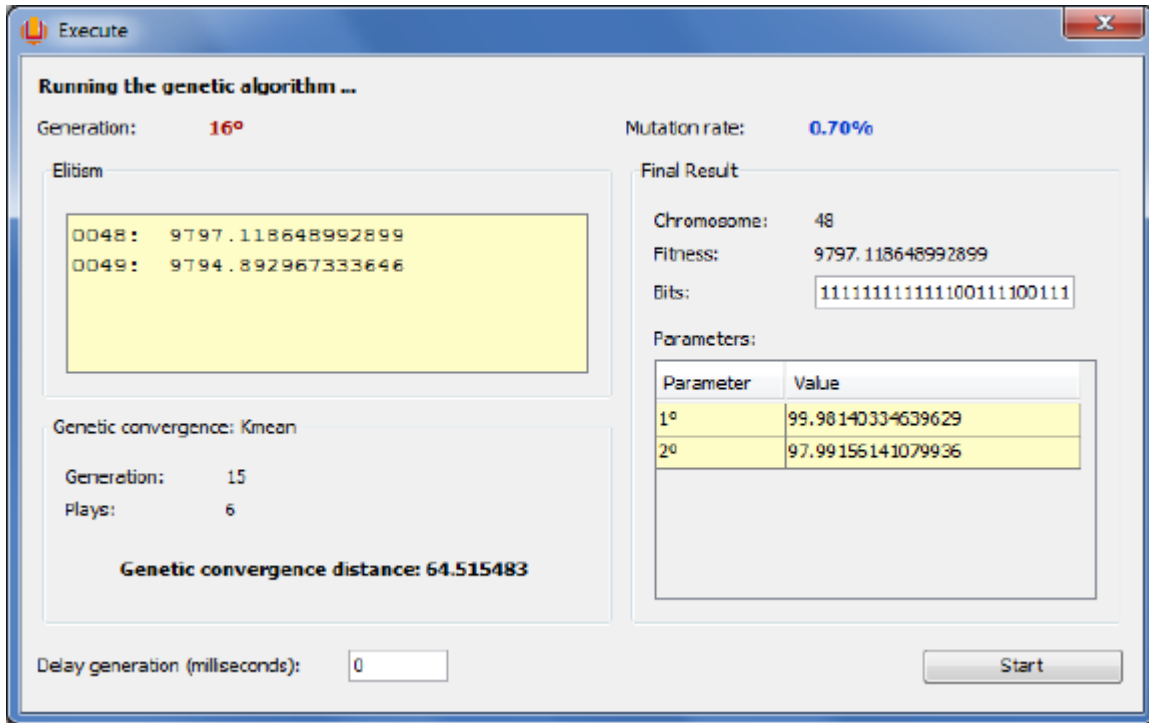 Execute
Running the genetic algorithm ...
Generation: 16º
Mutation rate: 0.70%
Elitism
0048: 9797.118648992899
0049: 9794.892967333646
Genetic convergence: Kmean
Generation: 15
Plays: 6
Genetic convergence distance: 64.515483
Final Result
Chromosome: 48
Fitness: 9797.118648992899
Bits: 1111111111111100111100111
Parameters:
Parameter Value
1º 99.98140334639629
2º 97.99156141079936
Delay generation (milliseconds): 0
Start